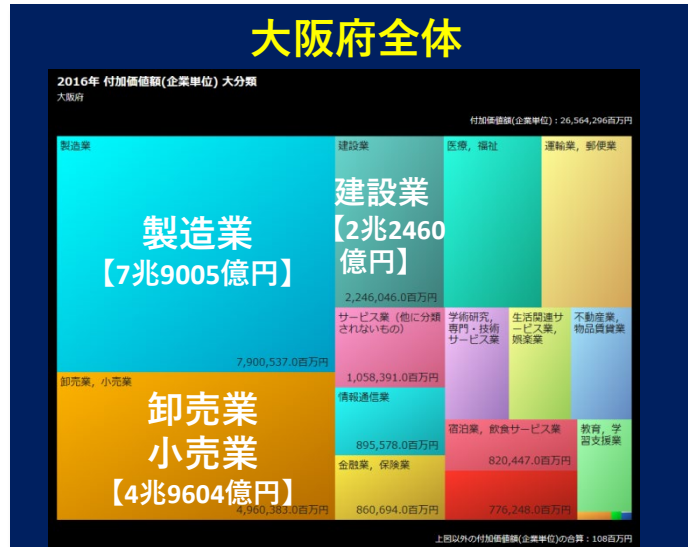 大阪府全体
2016年 付加価値額(企業単位) 大分類
大阪府
付加価値額(企業単位)：26,564,296百万円
製造業
製造業
【7兆9005億円】
7,900,537.0百万円
卸売業，小売業
卸売業
小売業
【4兆9604億円】
4,960,383.0百万円
建設業
建設業
【2兆2460
億円】
2,246,046.0百万円
医療，福祉
運輸業，郵便業
サービス業（他に分類
されないもの）
1,058,391.0百万円
学術研究，
専門・技術
サービス業
生活関連サ
ービス業，
娯楽業
不動産業，
物品賃貸業
情報通信業
895,578.0百万円
金融業，保険業
860,694.0百万円
宿泊業，飲食サービス業
820,447.0百万円
776,248.0百万円
教育，学
習支援業
上図以外の付加価値額(企業単位)の合算：108百万円